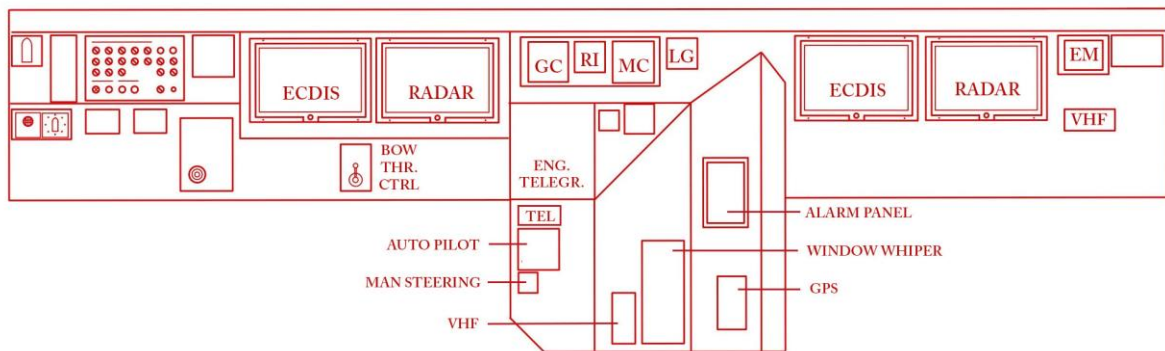 ECDIS
RADAR
GC
RI
MC
LG
ECDIS
RADAR
EM
VHF
BOW
THR.
CTRL
ENG.
TELEGR.
TEL
AUTO PILOT
MAN STEERING
VHF
ALARM PANEL
WINDOW WHIPER
GPS